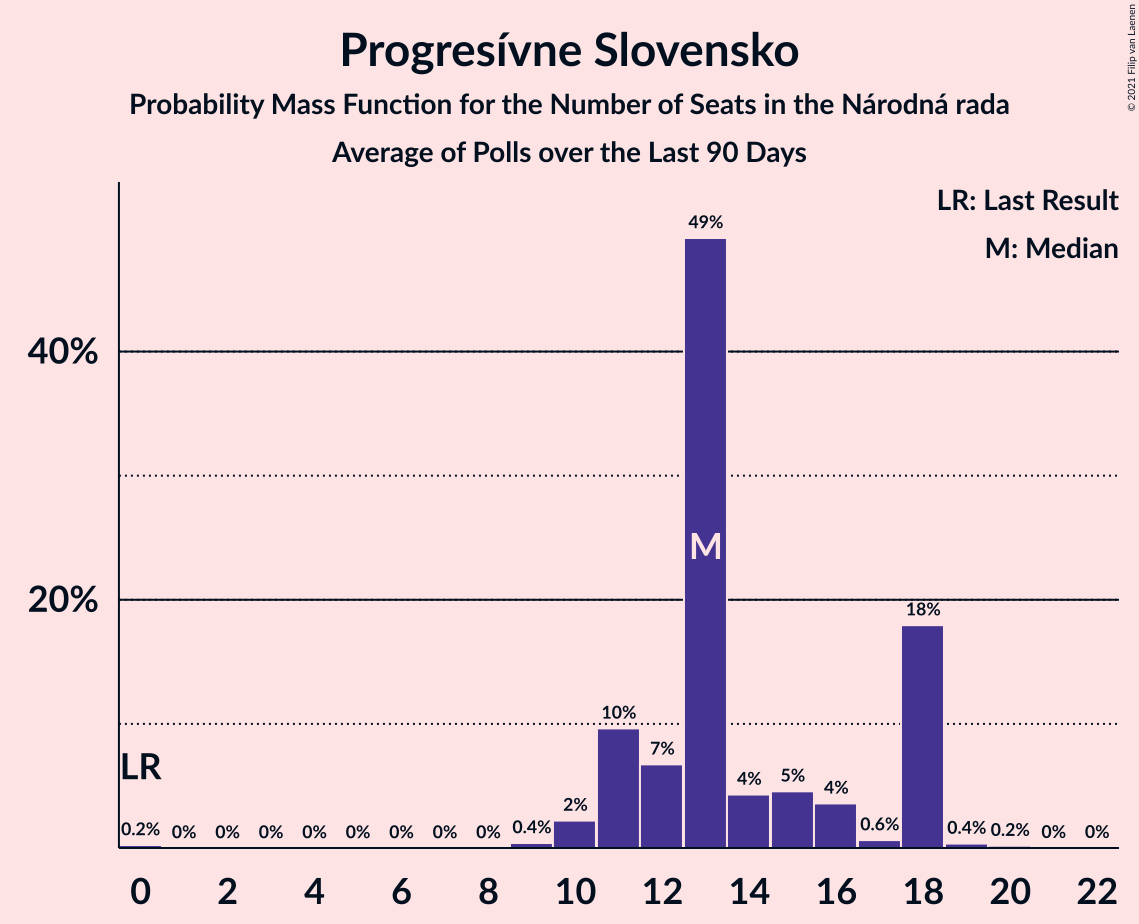 Progresívne Slovensko
Probability Mass Function for the Number of Seats in the Národná rada
Average of Polls over the Last 90 Days
© 2021 Filip van Laenen
LR: Last Result
M: Median
40%
20%
LR
M
0.2% 0% 0% 0% 0% 0% 0% 0% 0% 0.4% 2% 10% 7% 49% 4% 5% 4% 0.6% 18% 0.4% 0.2% 0% 0%
0 2 4 6 8 10 12 14 16 18 20 22